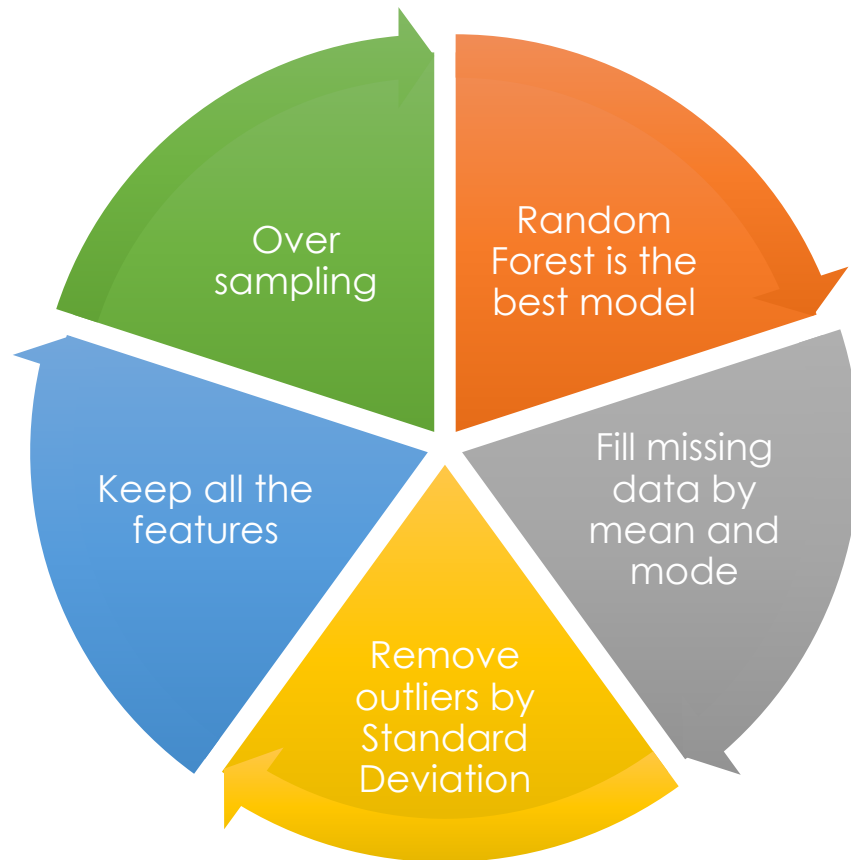 Over
sampling
Random
Forest is the
best model
Keep all the
features
Fill missing
data by
mean and
mode
Remove
outliers by
Standard
Deviation